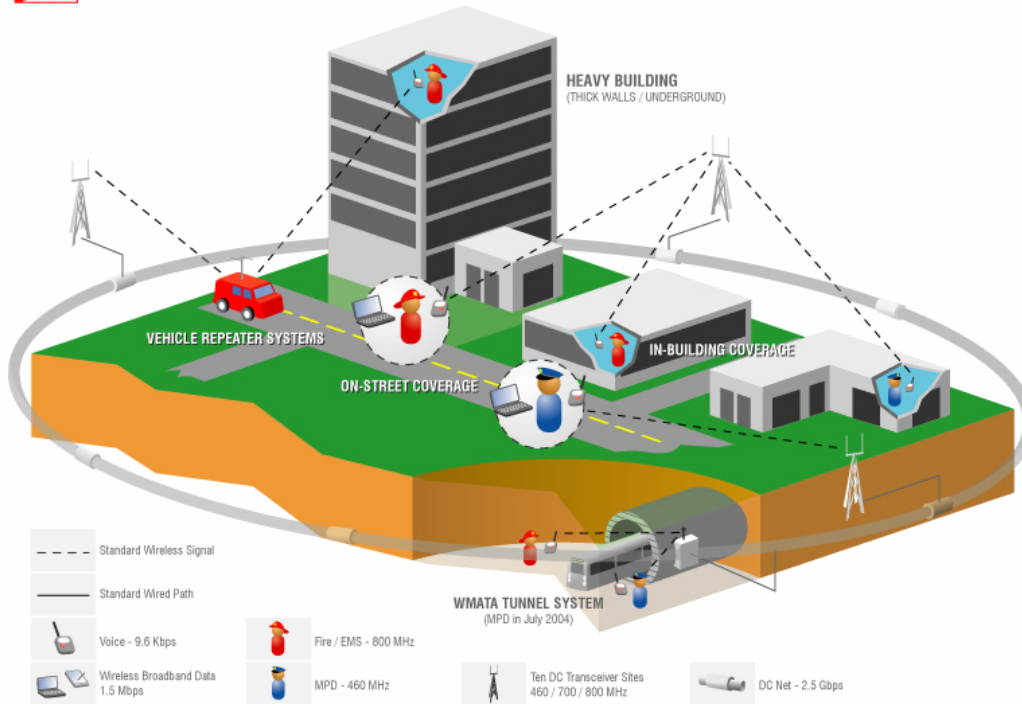 HEAVY BUILDING
(THICK WALLS / UNDERGROUND)
VEHICLE REPEATER SYSTEMS
IN-BUILDING COVERAGE
ON-STREET COVERAGE
WMATA TUNNEL SYSTEM
(MPD in July 2004)
Standard Wireless Signal
Standard Wired Path
Voice - 9.6 Kbps
Fire / EMS - 800 MHz
Wireless Broadband Data
1.5 Mbps
MPD - 460 MHz
Ten DC Transceiver Sites
460 / 700 / 800 MHz
DC Net - 2.5 Gbps